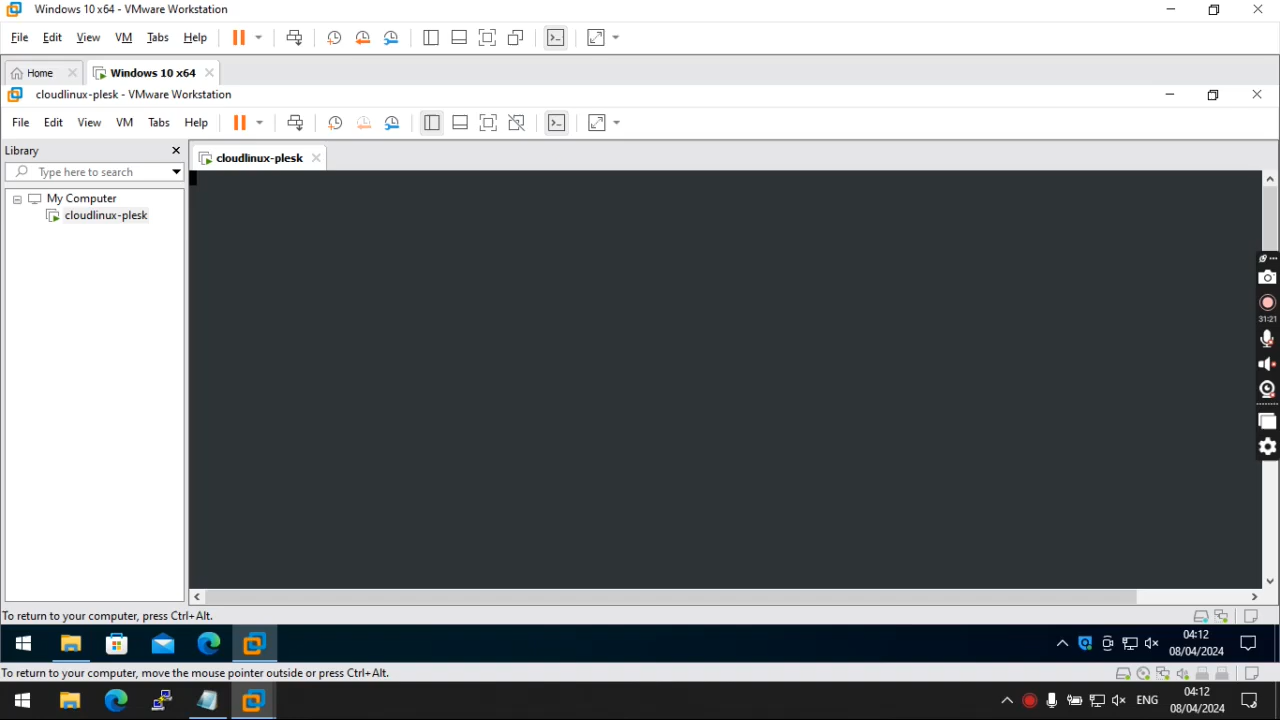 Windows 10 x64 - VMware Workstation
File Edit View VM Tabs Help
Home Windows 10 x64
cloudlinux-plesk - VMware Workstation
File Edit View VM Tabs Help
Library
cloudlinux-plesk
Type here to search
My Computer
cloudlinux-plesk
31:21
To return to your computer, press Ctrl+Alt.
04:12
08/04/2024
To return to your computer, move the mouse pointer outside or press Ctrl+Alt.
ENG
04:12
08/04/2024